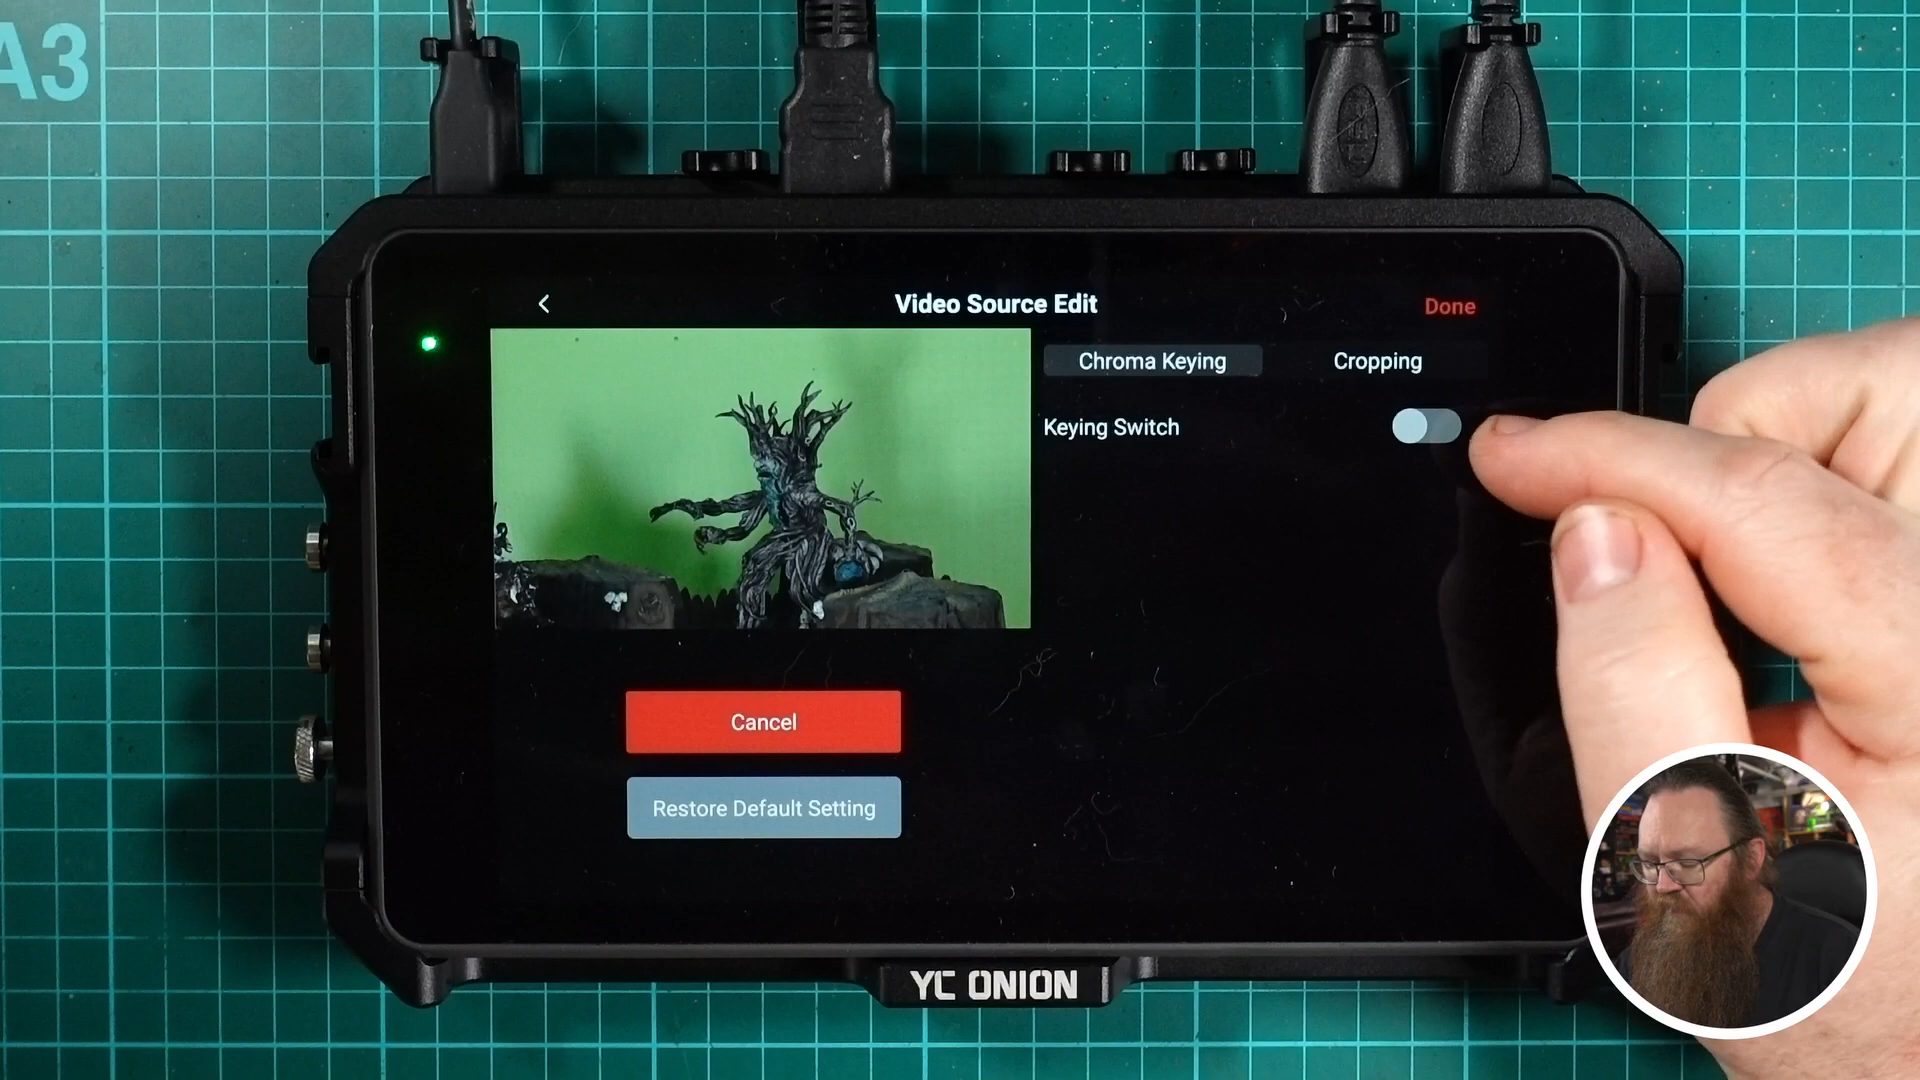 A3
Video Source Edit
Done
Chroma Keying
Cropping
Keying Switch
Cancel
Restore Default Setting
YC ONION